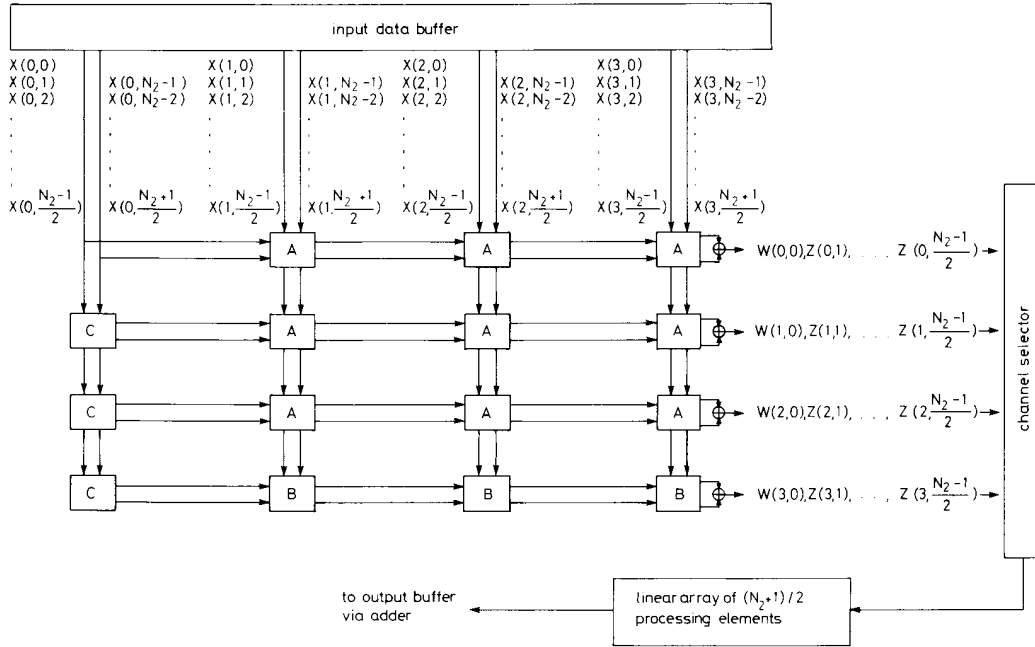 input data buffer
X(0,0) X(1,0) X(2,0) X(3,0)
X(0,1) X(0,N₂-1) X(1,1) X(1,N₂-1) X(2,1) X(2,N₂-1) X(3,1) X(3,N₂-1)
X(0,2) X(0,N₂-2) X(1,2) X(1,N₂-2) X(2,2) X(2,N₂-2) X(3,2) X(3,N₂-2)
X(0,(N₂-1)/2) X(0,(N₂+1)/2) X(1,(N₂-1)/2) X(1,(N₂+1)/2) X(2,(N₂-1)/2) X(2,(N₂+1)/2) X(3,(N₂-1)/2) X(3,(N₂+1)/2)
A A A W(0,0),Z(0,1), . . . . Z(0,(N₂-1)/2)
C A A A W(1,0),Z(1,1), . . . . Z(1,(N₂-1)/2)
C A A A W(2,0),Z(2,1), . . . , Z(2,(N₂-1)/2)
C B B B W(3,0),Z(3,1), . . . , Z(3,(N₂-1)/2)
channel selector
to output buffer
via adder
linear array of (N₂+1)/2
processing elements